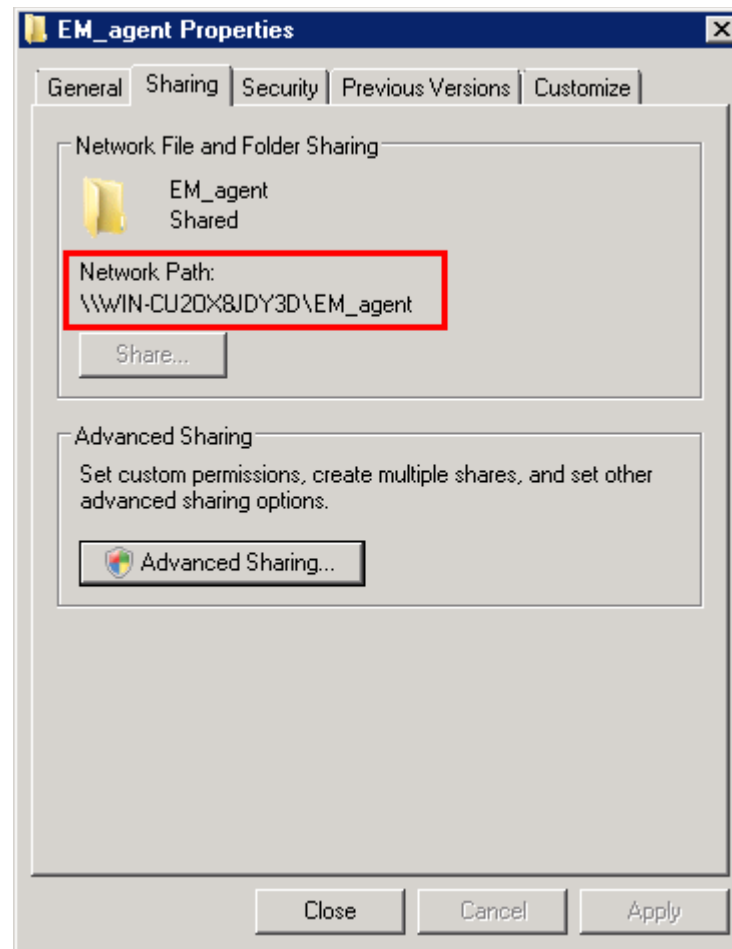 EM_agent Properties
General Sharing Security Previous Versions Customize
Network File and Folder Sharing
EM_agent
Shared
Network Path:
\\WIN-CU2OX8JDY3D\EM_agent
Share...
Advanced Sharing
Set custom permissions, create multiple shares, and set other
advanced sharing options.
Advanced Sharing...
Close Cancel Apply